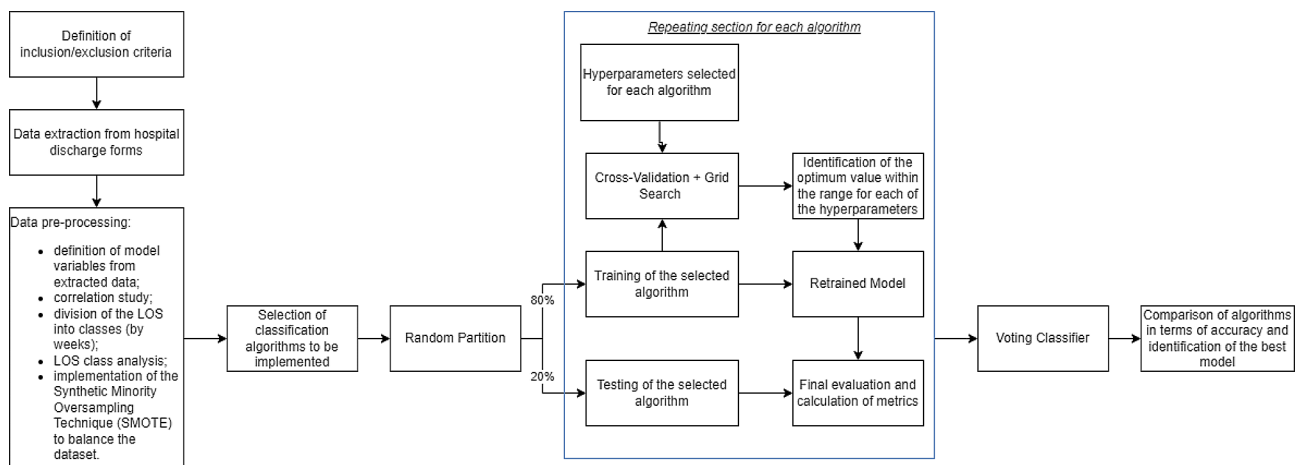 Definition of
inclusion/exclusion criteria
Data extraction from hospital
discharge forms
Data pre-processing:
• definition of model
variables from
extracted data;
• correlation study;
• division of the LOS
into classes (by
weeks);
• LOS class analysis;
• implementation of the
Synthetic Minority
Oversampling
Technique (SMOTE)
to balance the
dataset.
Selection of
classification
algorithms to be
implemented
Random Partition
80%
20%
Repeating section for each algorithm
Hyperparameters selected
for each algorithm
Cross-Validation + Grid
Search
Identification of the
optimum value within
the range for each of
the hyperparameters
Training of the selected
algorithm
Retrained Model
Testing of the selected
algorithm
Final evaluation and
calculation of metrics
Voting Classifier
Comparison of algorithms
in terms of accuracy and
identification of the best
model